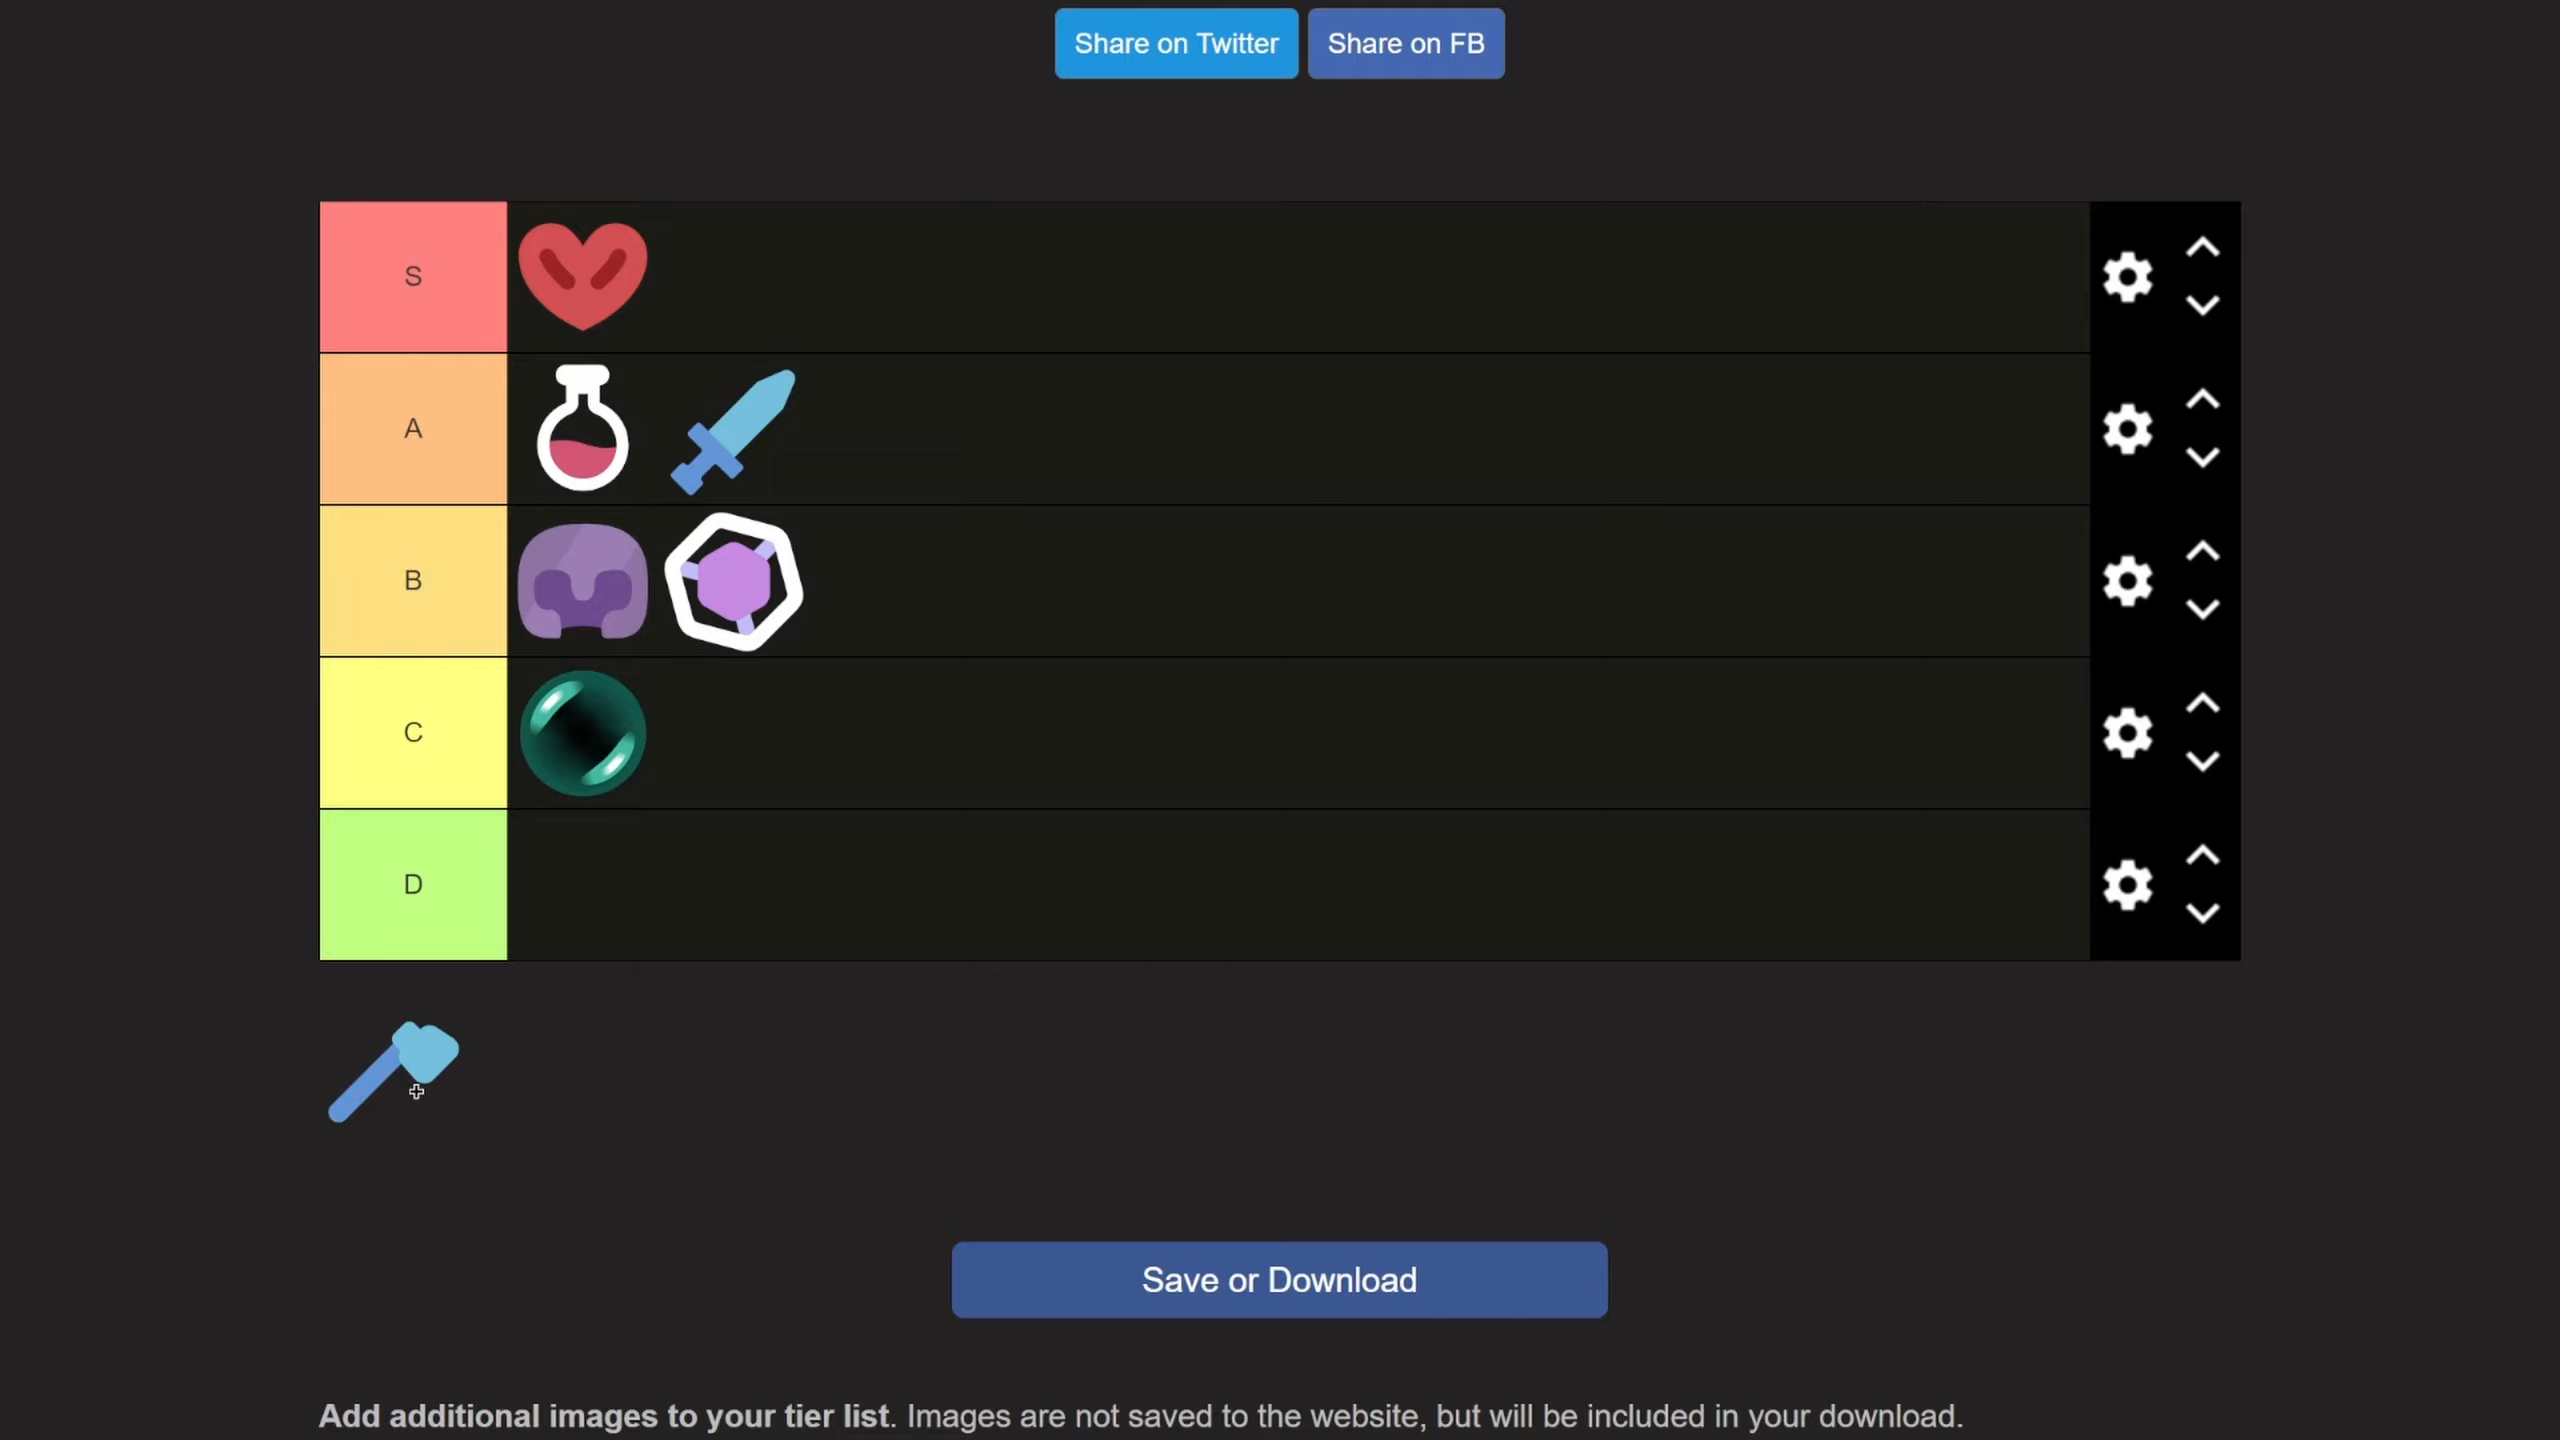 Share on Twitter
Share on FB
S
A
B
C
D
Save or Download
Add additional images to your tier list. Images are not saved to the website, but will be included in your download.